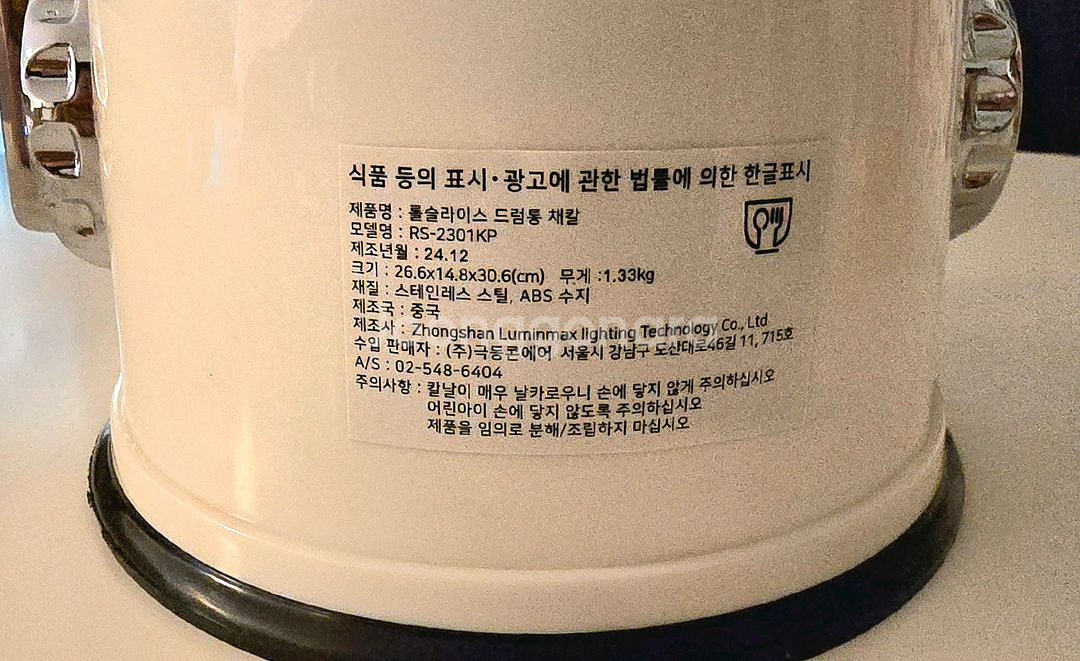 식품 등의 표시•광고에 관한 법률에 의한 한글표시
제품명 : 롤슬라이스 드럼통 채칼
모델명 : RS-2301KP
제조년월 : 24.12
크기 : 26.6x14.8x30.6(cm) 무게 :1.33kg
재질 : 스테인레스 스틸, ABS 수지
제조국 : 중국
제조사 : Zhongshan Luminmax lighting Technology Co., Ltd
수입 판매자 : (주)극동콘에어 서울시 강남구 도산대로46길 11, 715호
A/S : 02-548-6404
주의사항 : 칼날이 매우 날카로우니 손에 닿지 않게 주의하십시오
어린아이 손에 닿지 않도록 주의하십시오
제품을 임의로 분해/조립하지 마십시오